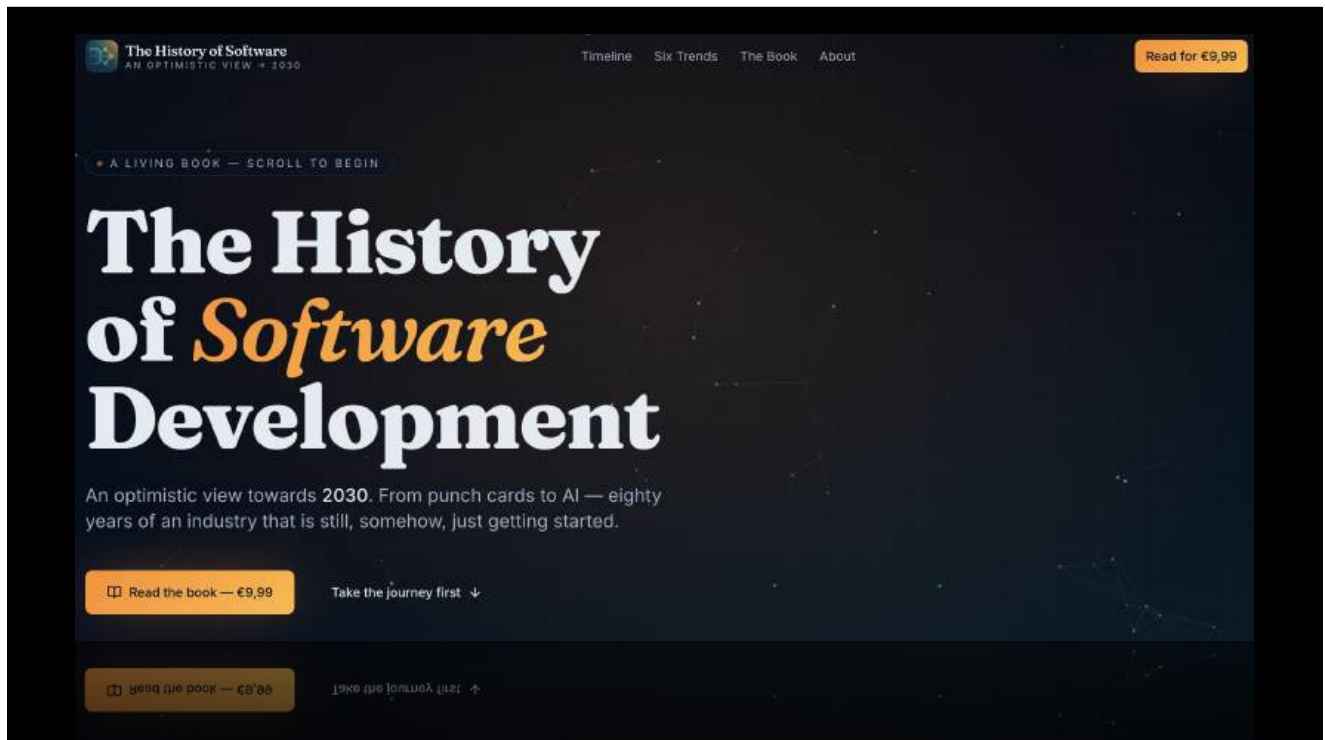 The History of Software
AN OPTIMISTIC VIEW → 2030
Timeline Six Trends The Book About
Read for €9,99
A LIVING BOOK — SCROLL TO BEGIN
The History
of Software
Development
An optimistic view towards 2030. From punch cards to AI — eighty
years of an industry that is still, somehow, just getting started.
Read the book — €9,99
Take the journey first ↓
Read the book — €9,99
Take the journey first